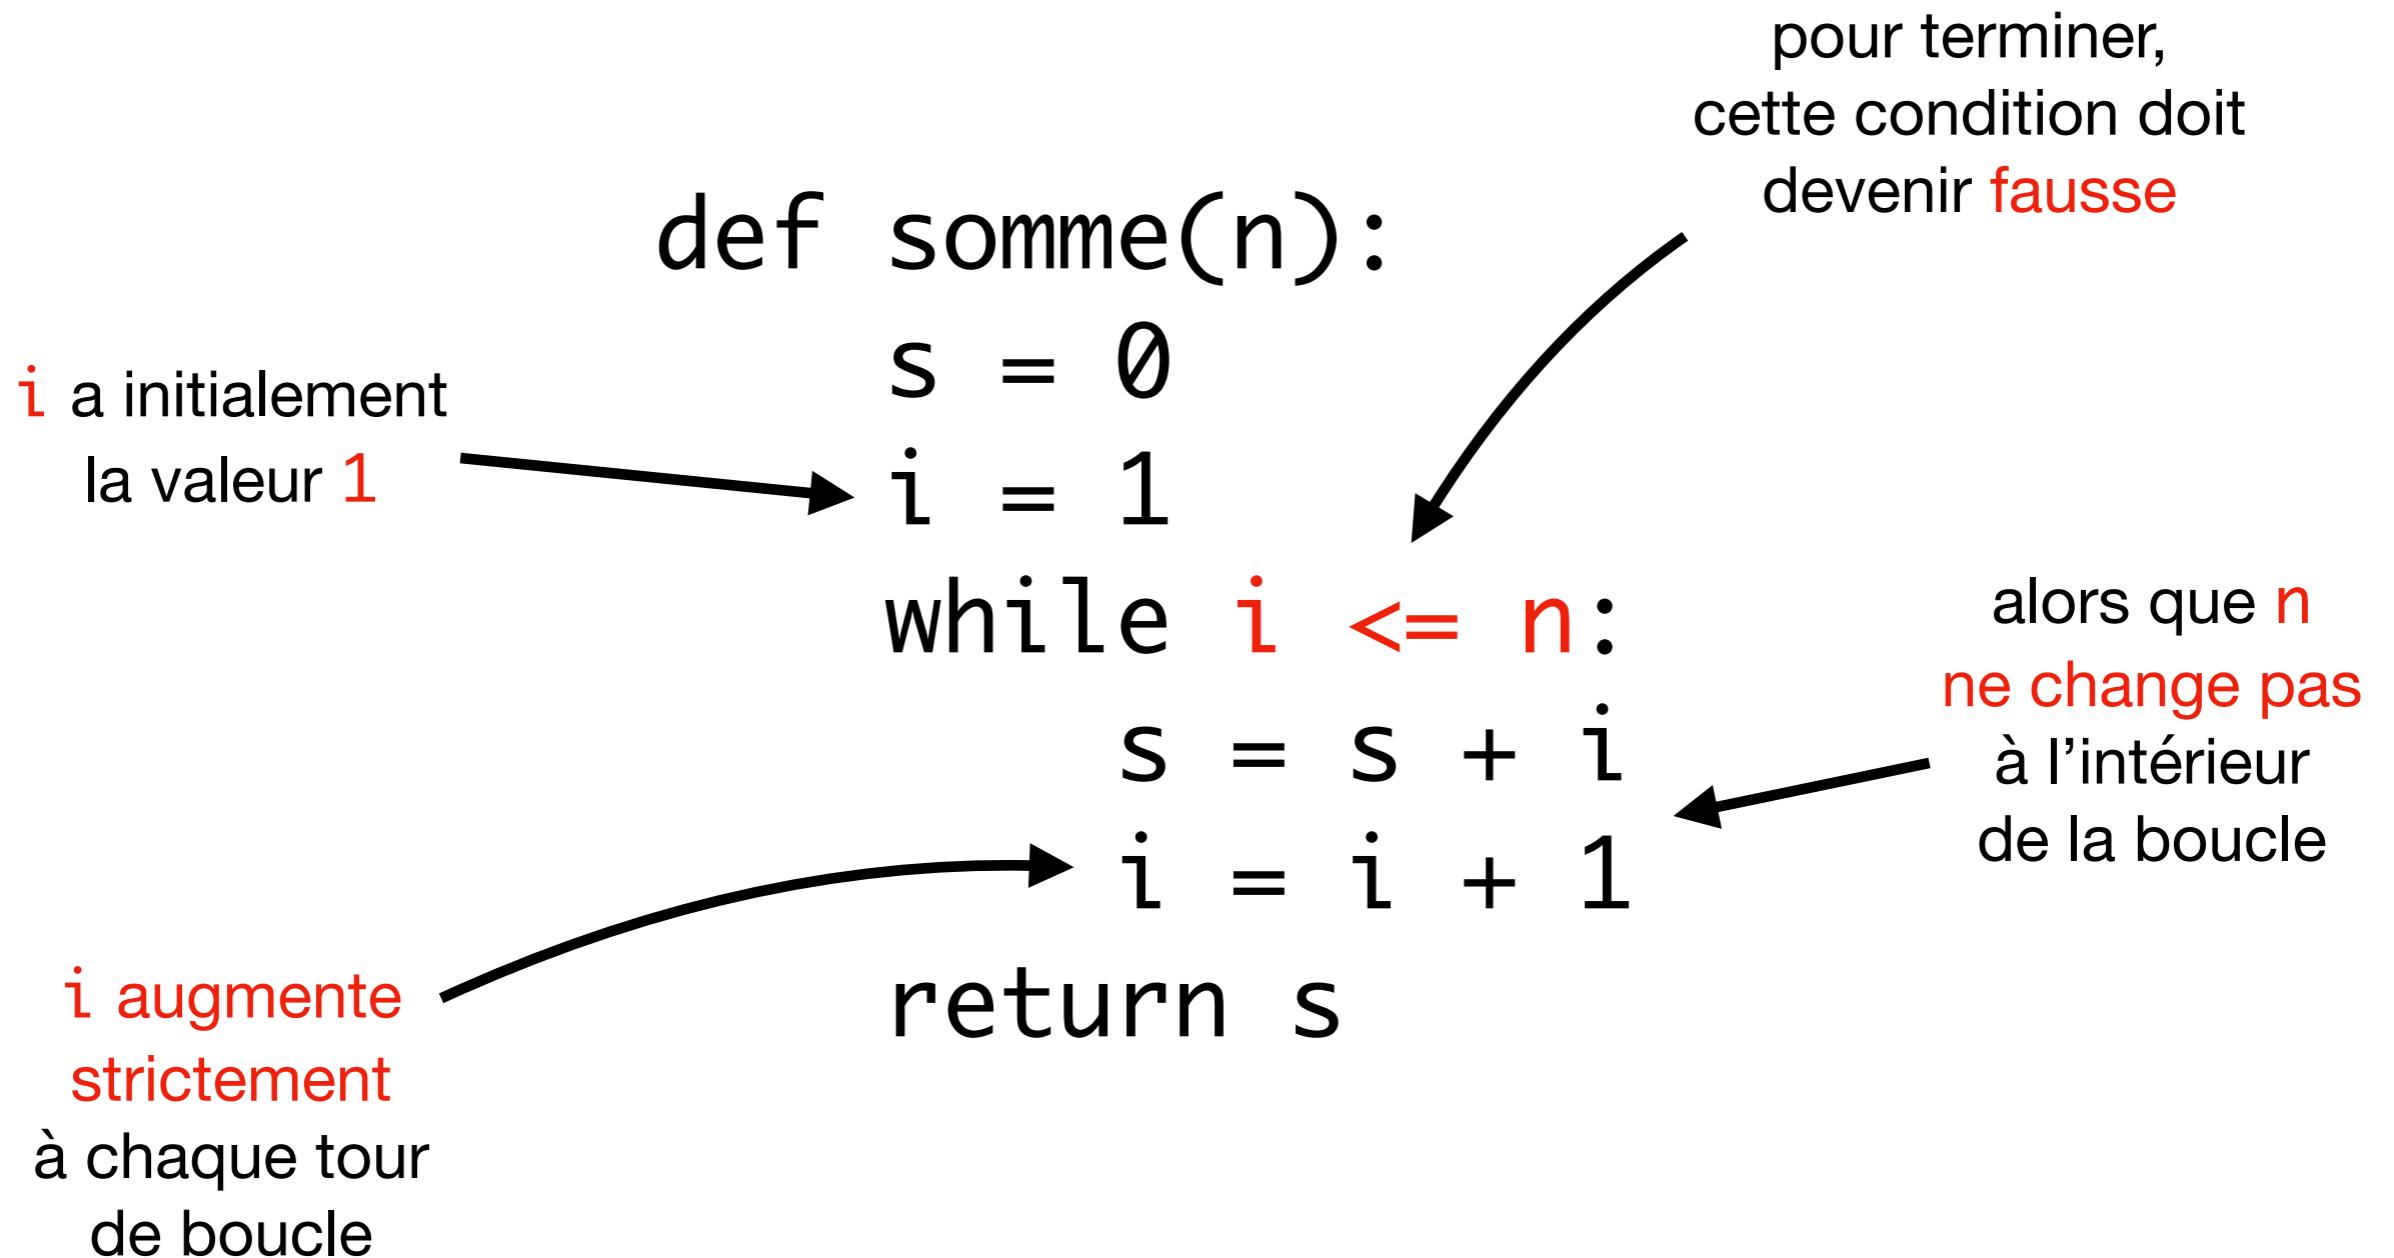 pour terminer,
cette condition doit
devenir fausse
def somme(n):
s = 0
i = 1
while i <= n:
s = s + i
i = i + 1
return s
i a initialement
la valeur 1
alors que n
ne change pas
à l’intérieur
de la boucle
i augmente
strictement
à chaque tour
de boucle